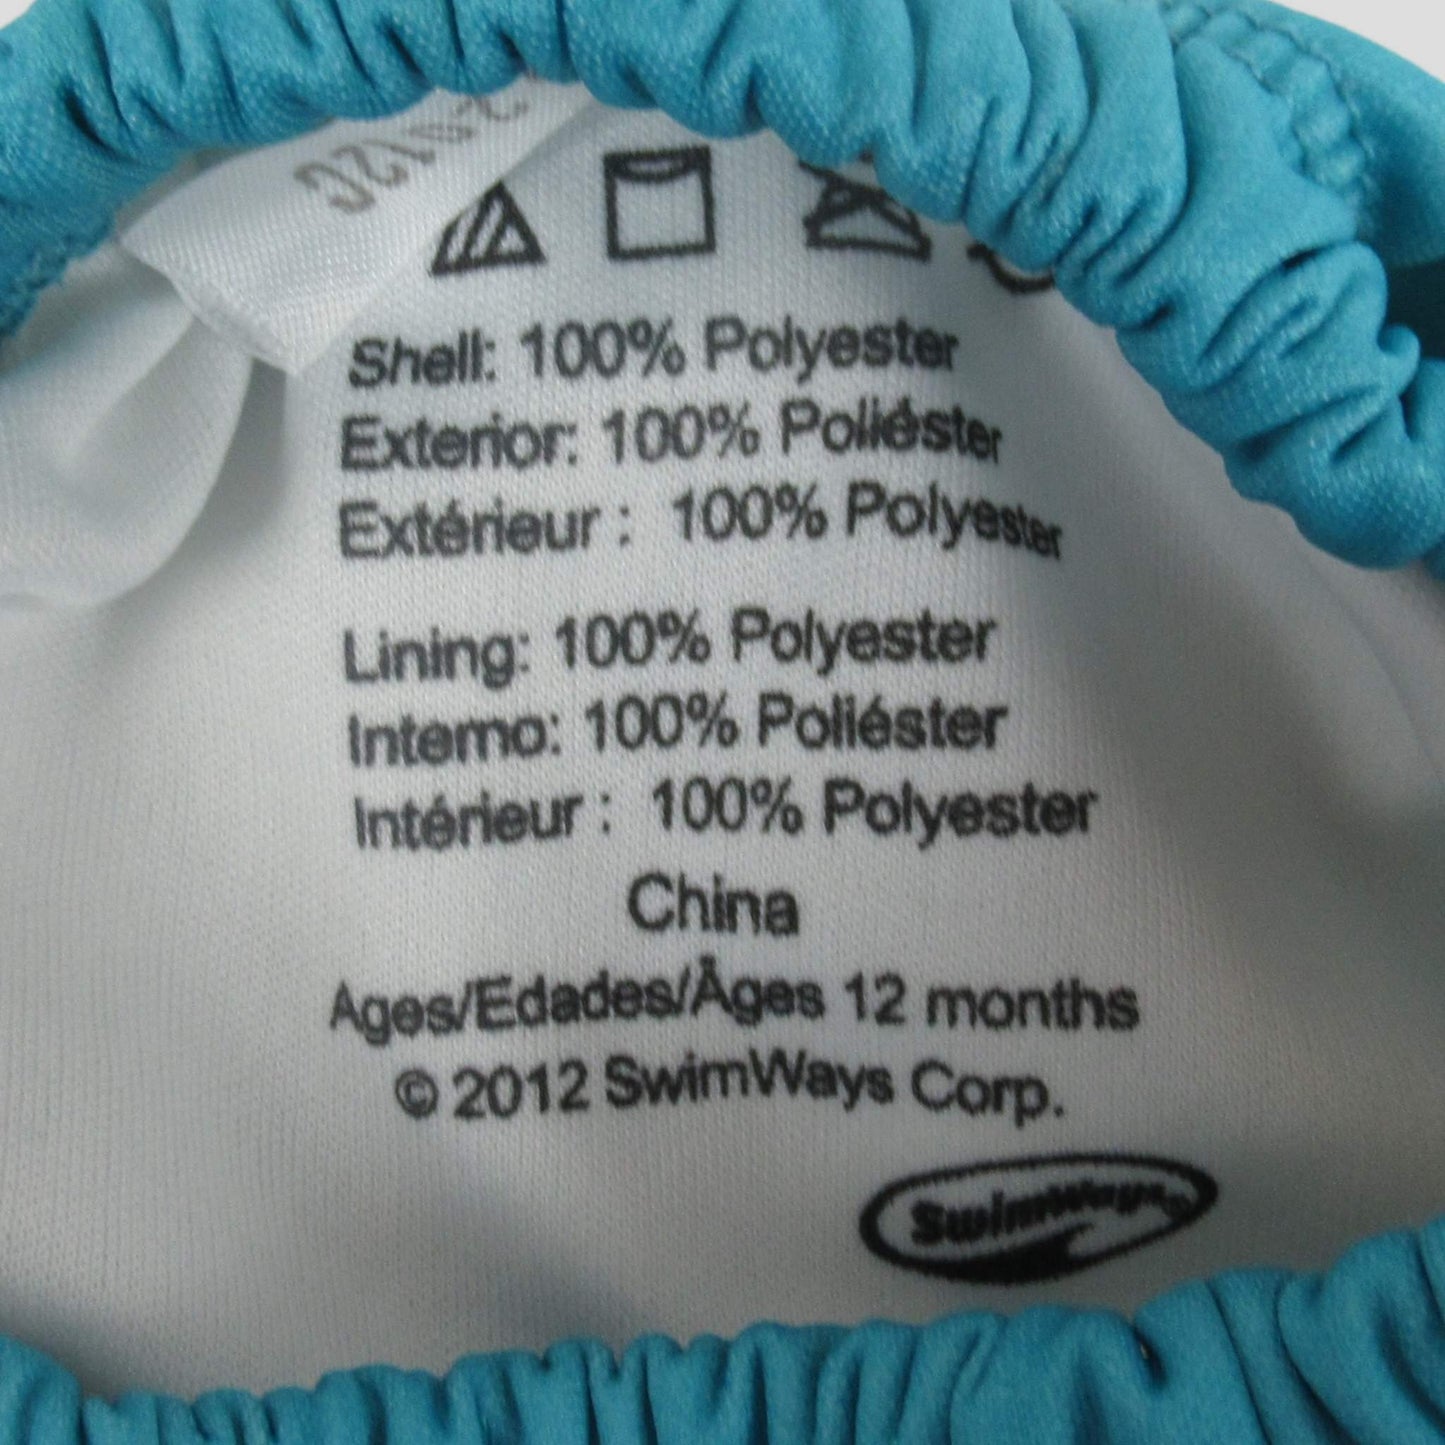 Shell: 100% Polyester
Exterior: 100% Poliéster
Extérieur : 100% Polyester
Lining: 100% Polyester
Interno: 100% Poliéster
Intérieur : 100% Polyester
China
Ages/Edades/Âges 12 months
© 2012 SwimWays Corp.
SwimWays